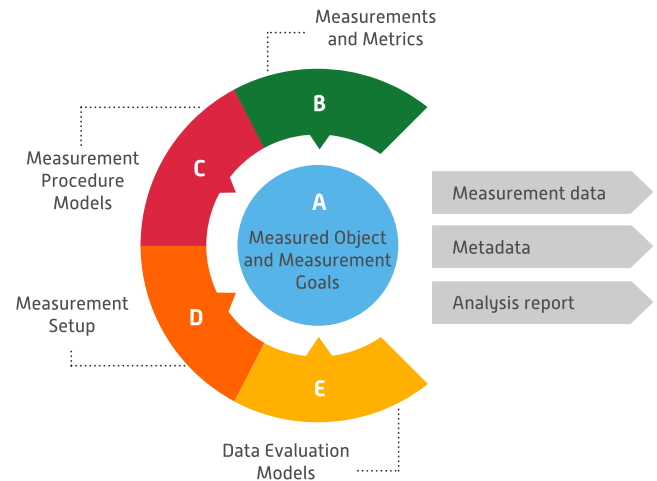 Measurements
and Metrics
B
Measurement
Procedure
Models
C
A
Measured Object
and Measurement
Goals
Measurement data
Metadata
Analysis report
Measurement
Setup
D
E
Data Evaluation
Models